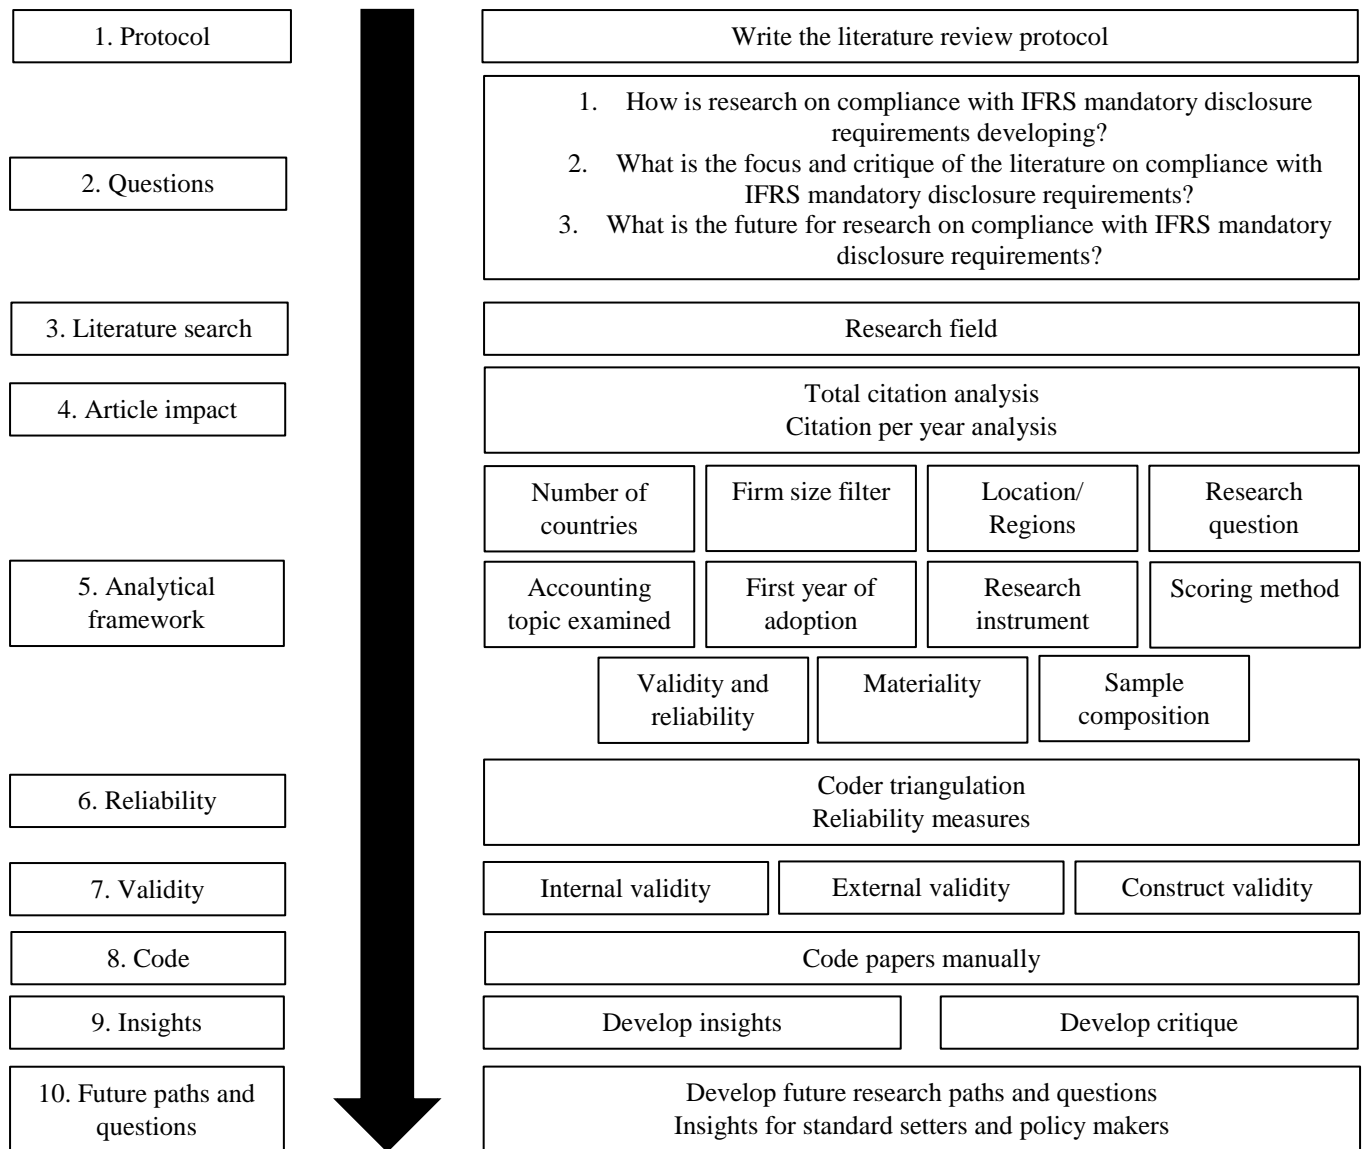 1. Protocol
Write the literature review protocol
2. Questions
1. How is research on compliance with IFRS mandatory disclosure
requirements developing?
2. What is the focus and critique of the literature on compliance with
IFRS mandatory disclosure requirements?
3. What is the future for research on compliance with IFRS mandatory
disclosure requirements?
3. Literature search
Research field
4. Article impact
Total citation analysis
Citation per year analysis
5. Analytical
framework
Number of
countries
Firm size filter
Location/
Regions
Research
question
Accounting
topic examined
First year of
adoption
Research
instrument
Scoring method
Validity and
reliability
Materiality
Sample
composition
6. Reliability
Coder triangulation
Reliability measures
7. Validity
Internal validity
External validity
Construct validity
8. Code
Code papers manually
9. Insights
Develop insights
Develop critique
10. Future paths and
questions
Develop future research paths and questions
Insights for standard setters and policy makers